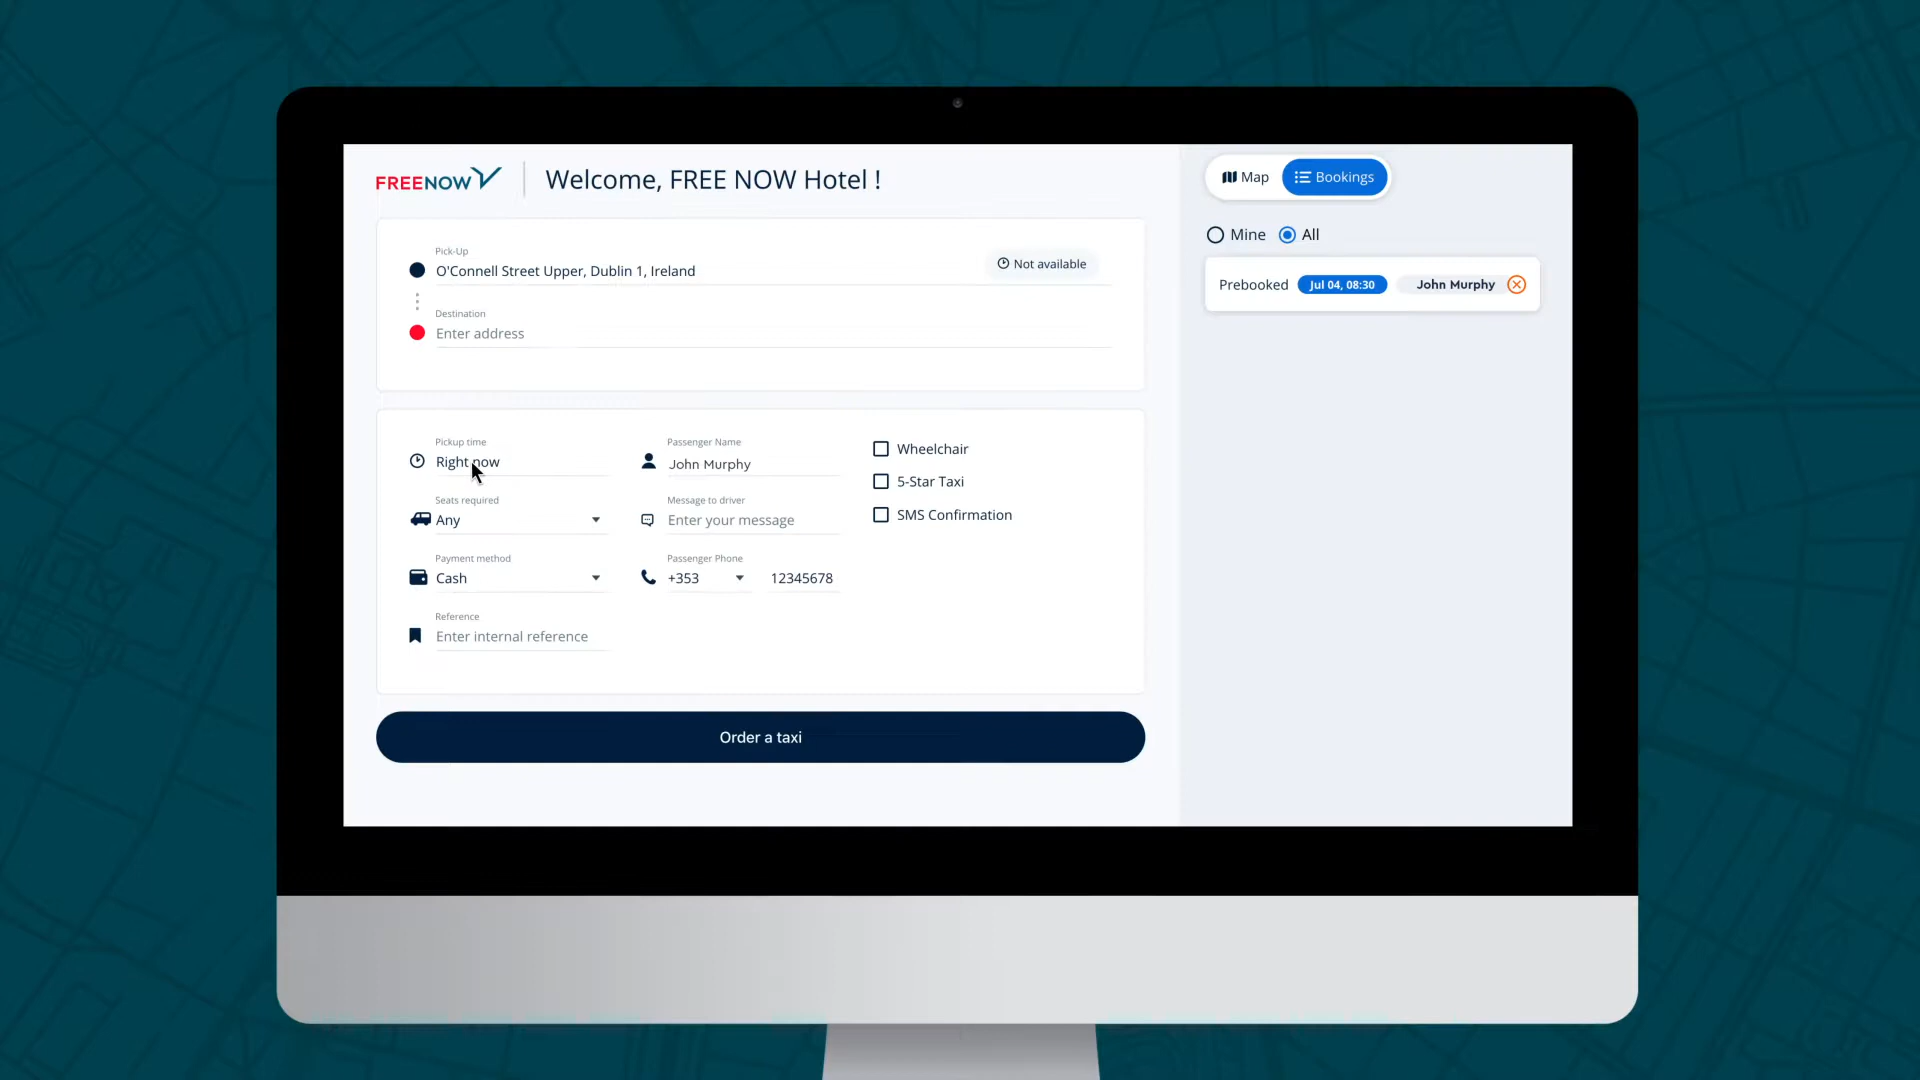 FREENOW
Welcome, FREE NOW Hotel !
Pick-Up
O'Connell Street Upper, Dublin 1, Ireland
Not available
Destination
Enter address
Pickup time
Right now
Passenger Name
John Murphy
Wheelchair
Seats required
Any
Message to driver
Enter your message
5-Star Taxi
SMS Confirmation
Payment method
Cash
Passenger Phone
+353
12345678
Reference
Enter internal reference
Order a taxi
Map
Bookings
Mine
All
Prebooked
Jul 04, 08:30
John Murphy